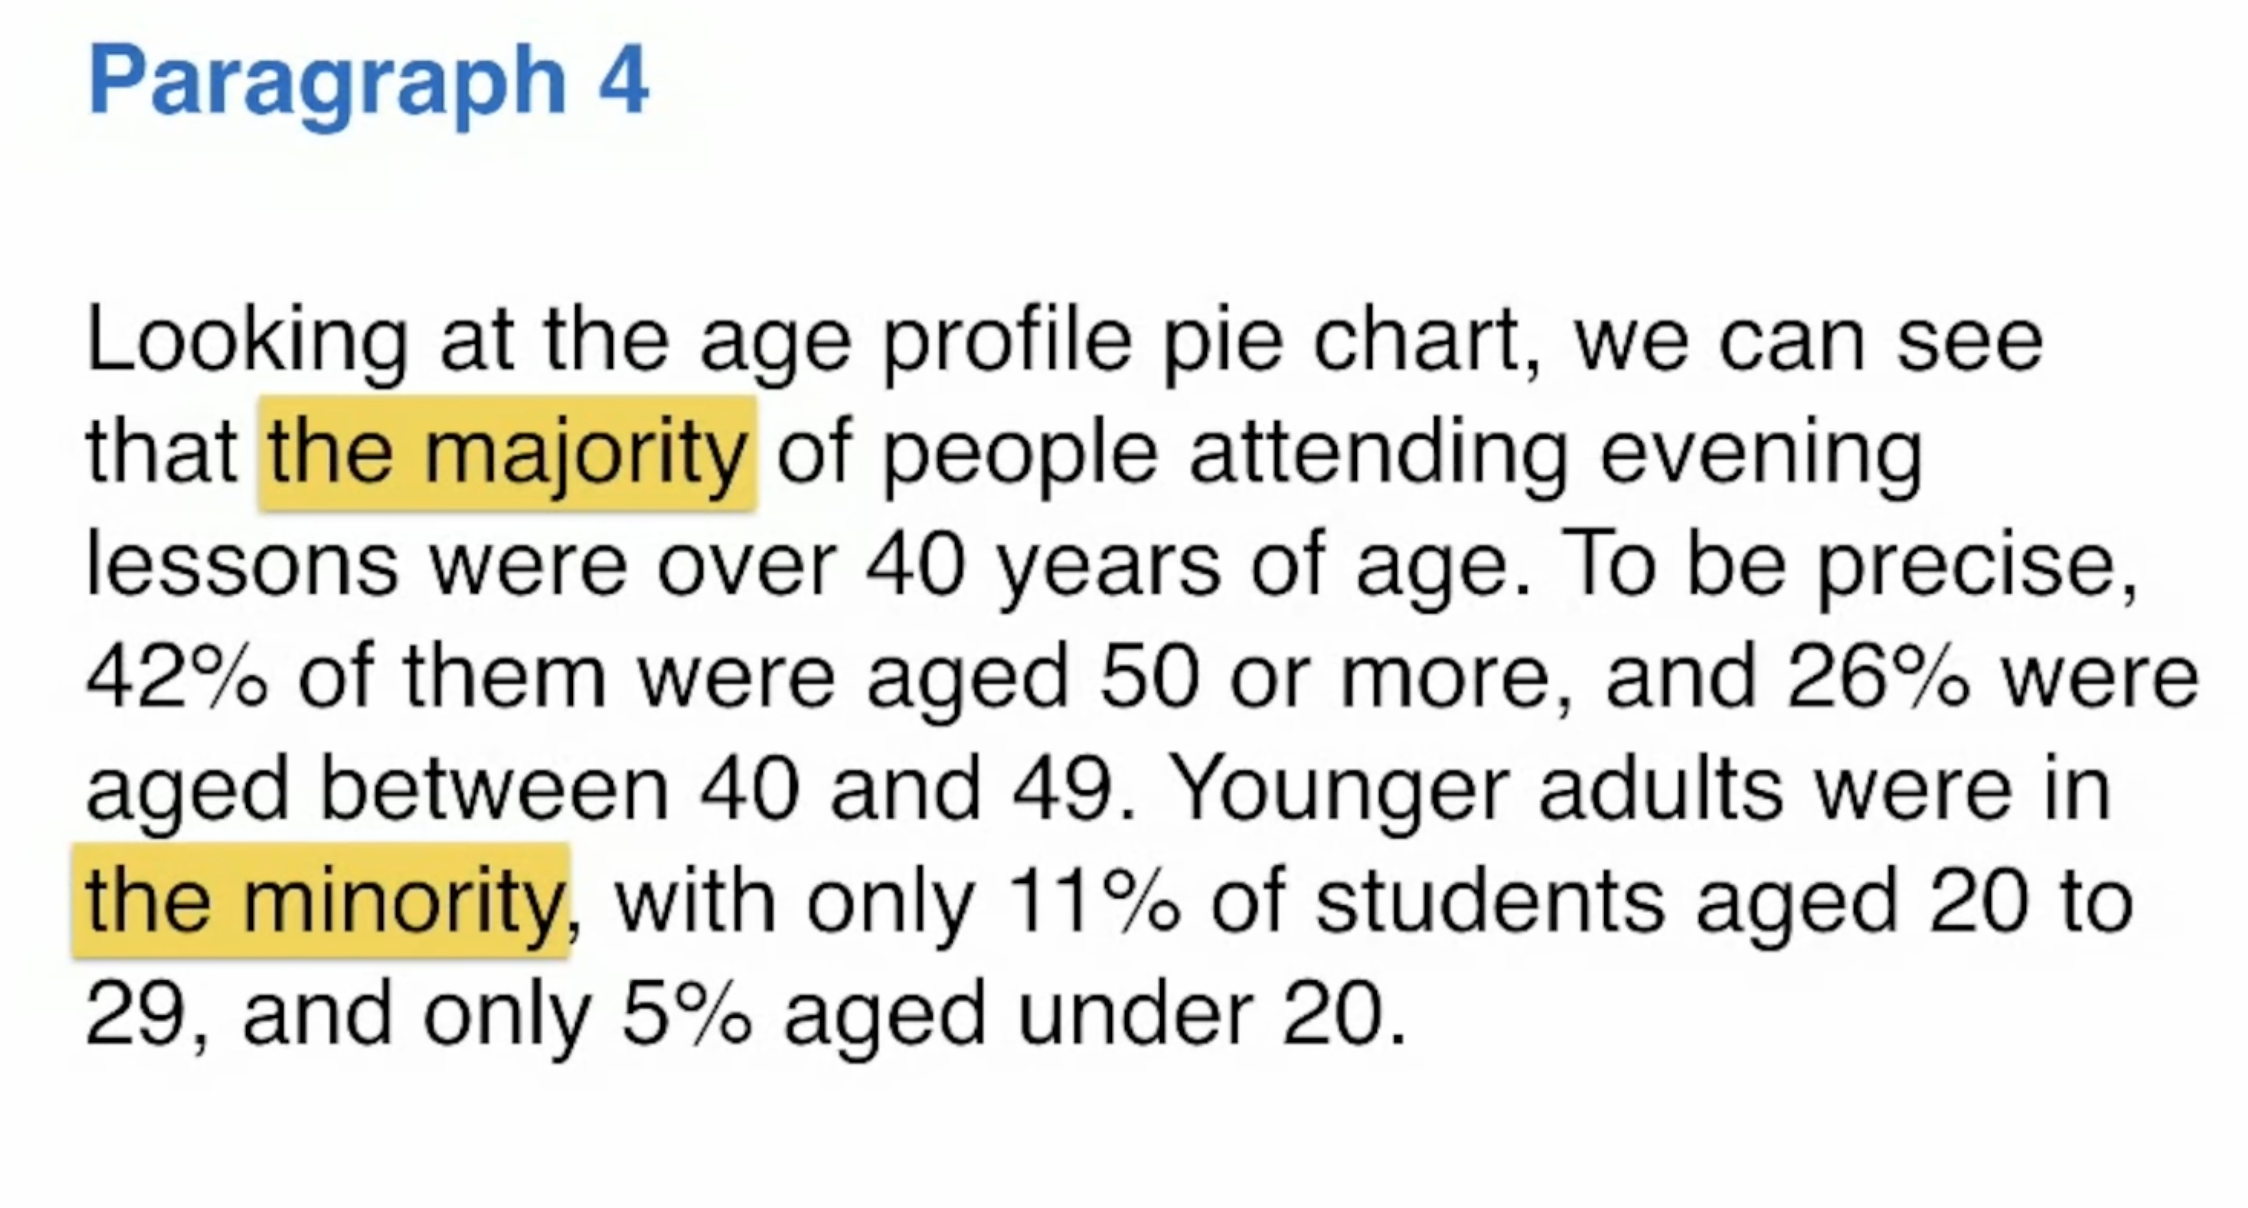 Paragraph 4
Looking at the age profile pie chart, we can see
that the majority of people attending evening
lessons were over 40 years of age. To be precise,
42% of them were aged 50 or more, and 26% were
aged between 40 and 49. Younger adults were in
the minority, with only 11% of students aged 20 to
29, and only 5% aged under 20.